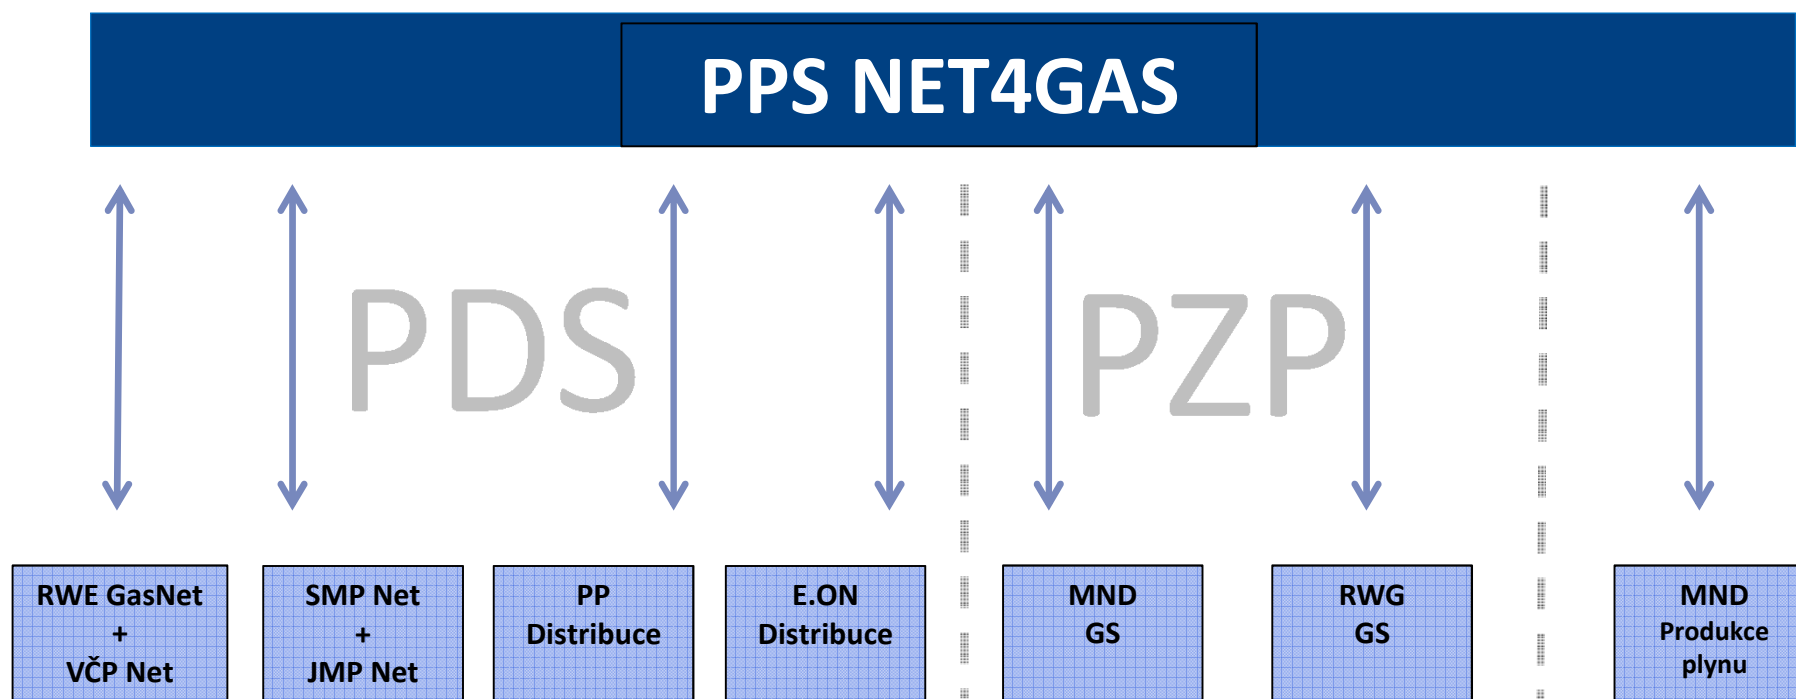 PPS NET4GAS
PDS
PZP
RWE GasNet
+
VČP Net
SMP Net
+
JMP Net
PP
Distribuce
E.ON
Distribuce
MND
GS
RWG
GS
MND
Produkce
plynu